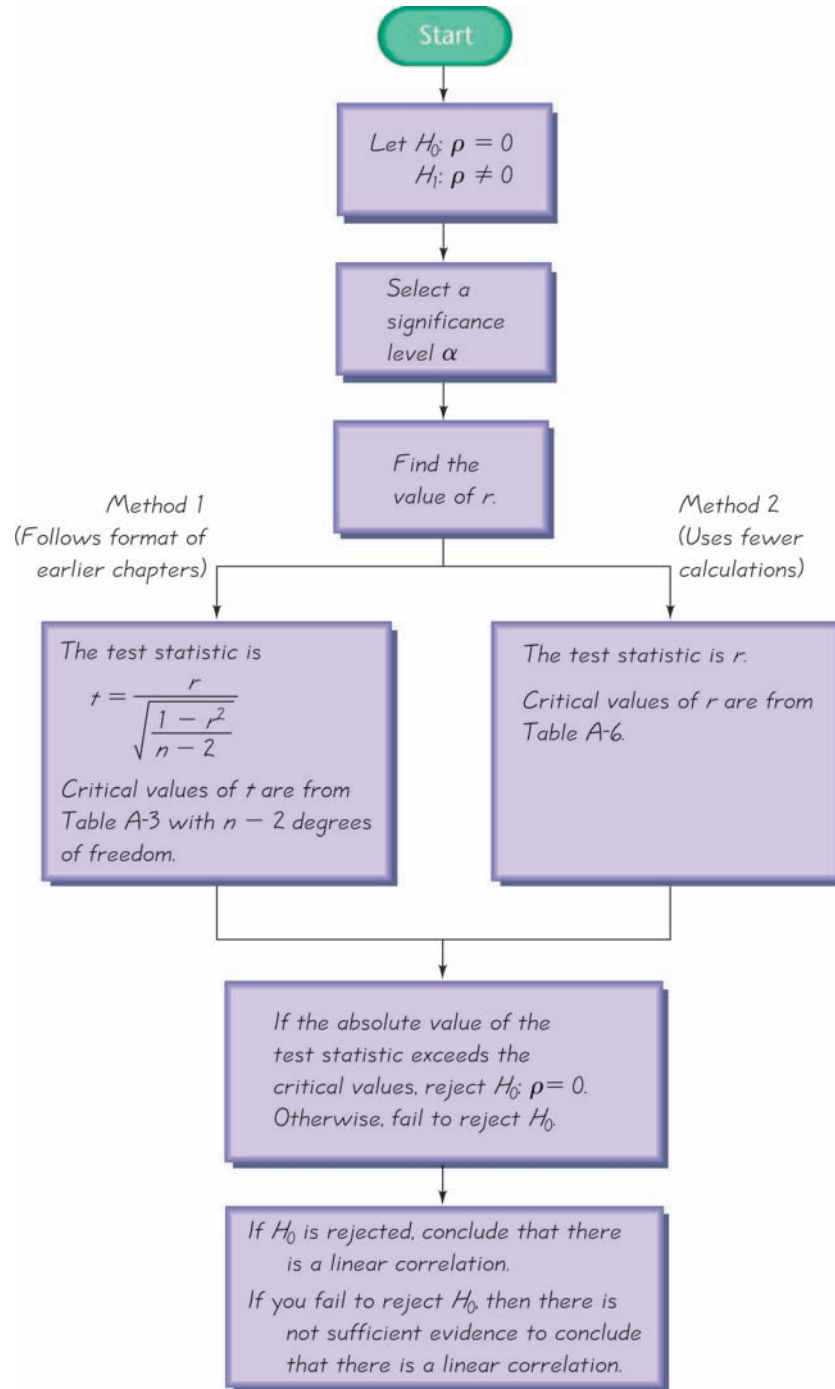 Start
Let H₀: ρ = 0
H₁: ρ ≠ 0
Select a
significance
level α
Find the
value of r.
Method 1
(Follows format of
earlier chapters)
Method 2
(Uses fewer
calculations)
The test statistic is
t = r / √((1 − r²) / (n − 2))
Critical values of t are from
Table A-3 with n − 2 degrees
of freedom.
The test statistic is r.
Critical values of r are from
Table A-6.
If the absolute value of the
test statistic exceeds the
critical values, reject H₀: ρ = 0.
Otherwise, fail to reject H₀.
If H₀ is rejected, conclude that there
is a linear correlation.
If you fail to reject H₀, then there is
not sufficient evidence to conclude
that there is a linear correlation.